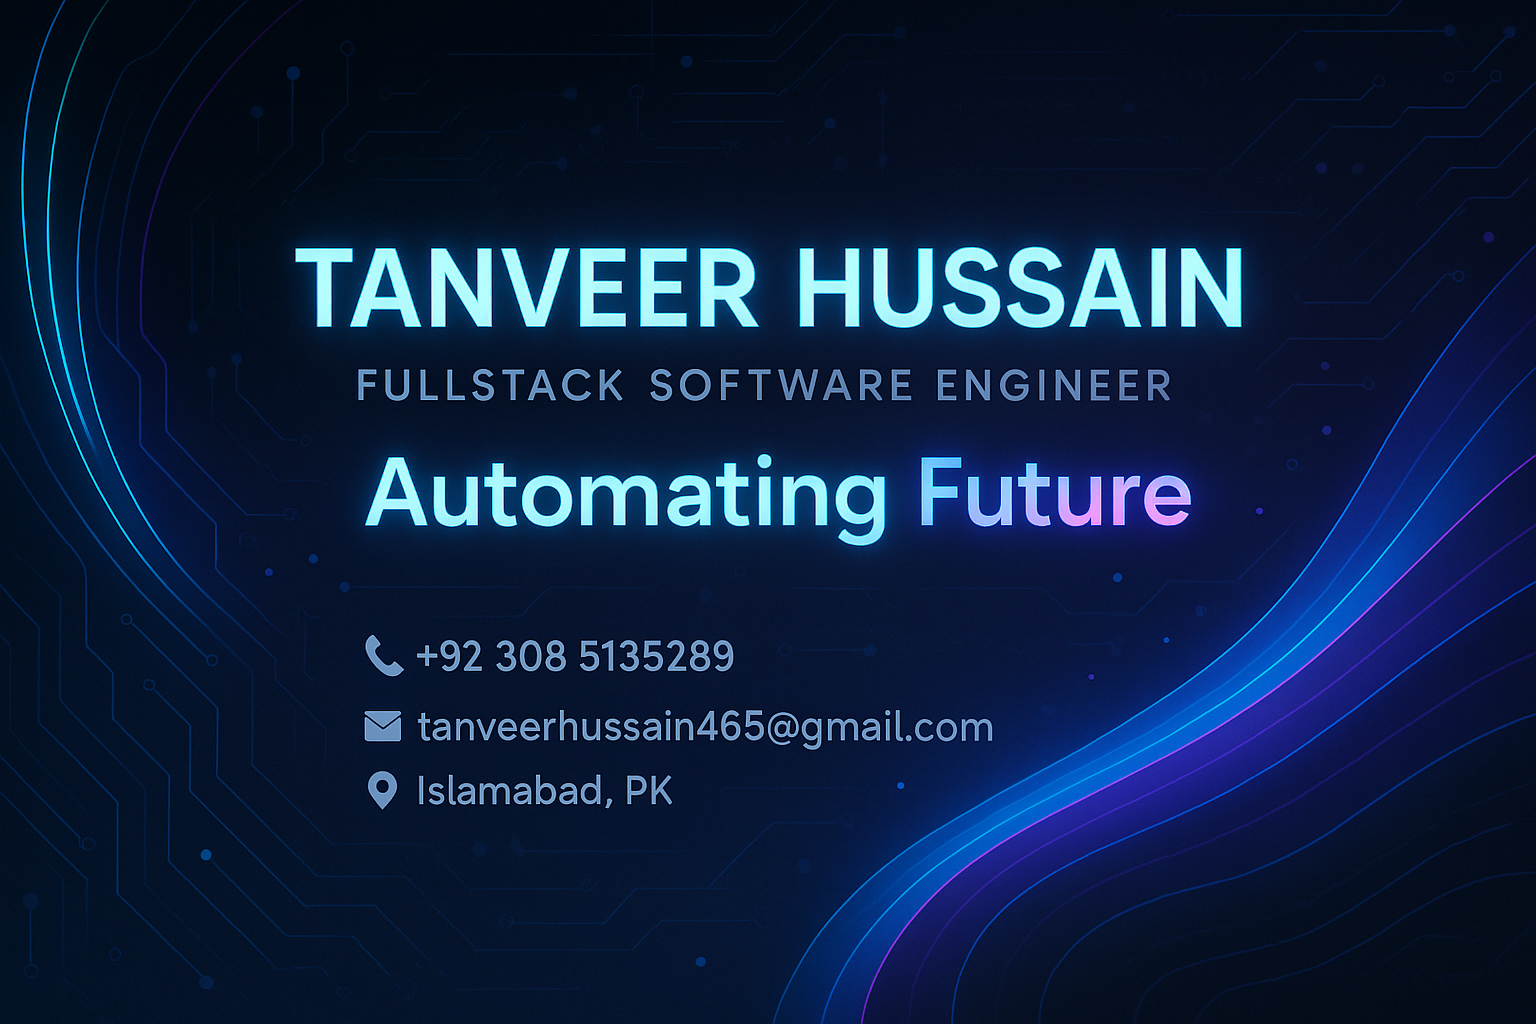 TANVEER HUSSAIN
FULLSTACK SOFTWARE ENGINEER
Automating Future
+92 308 5135289
tanveerhussain465@gmail.com
Islamabad, PK